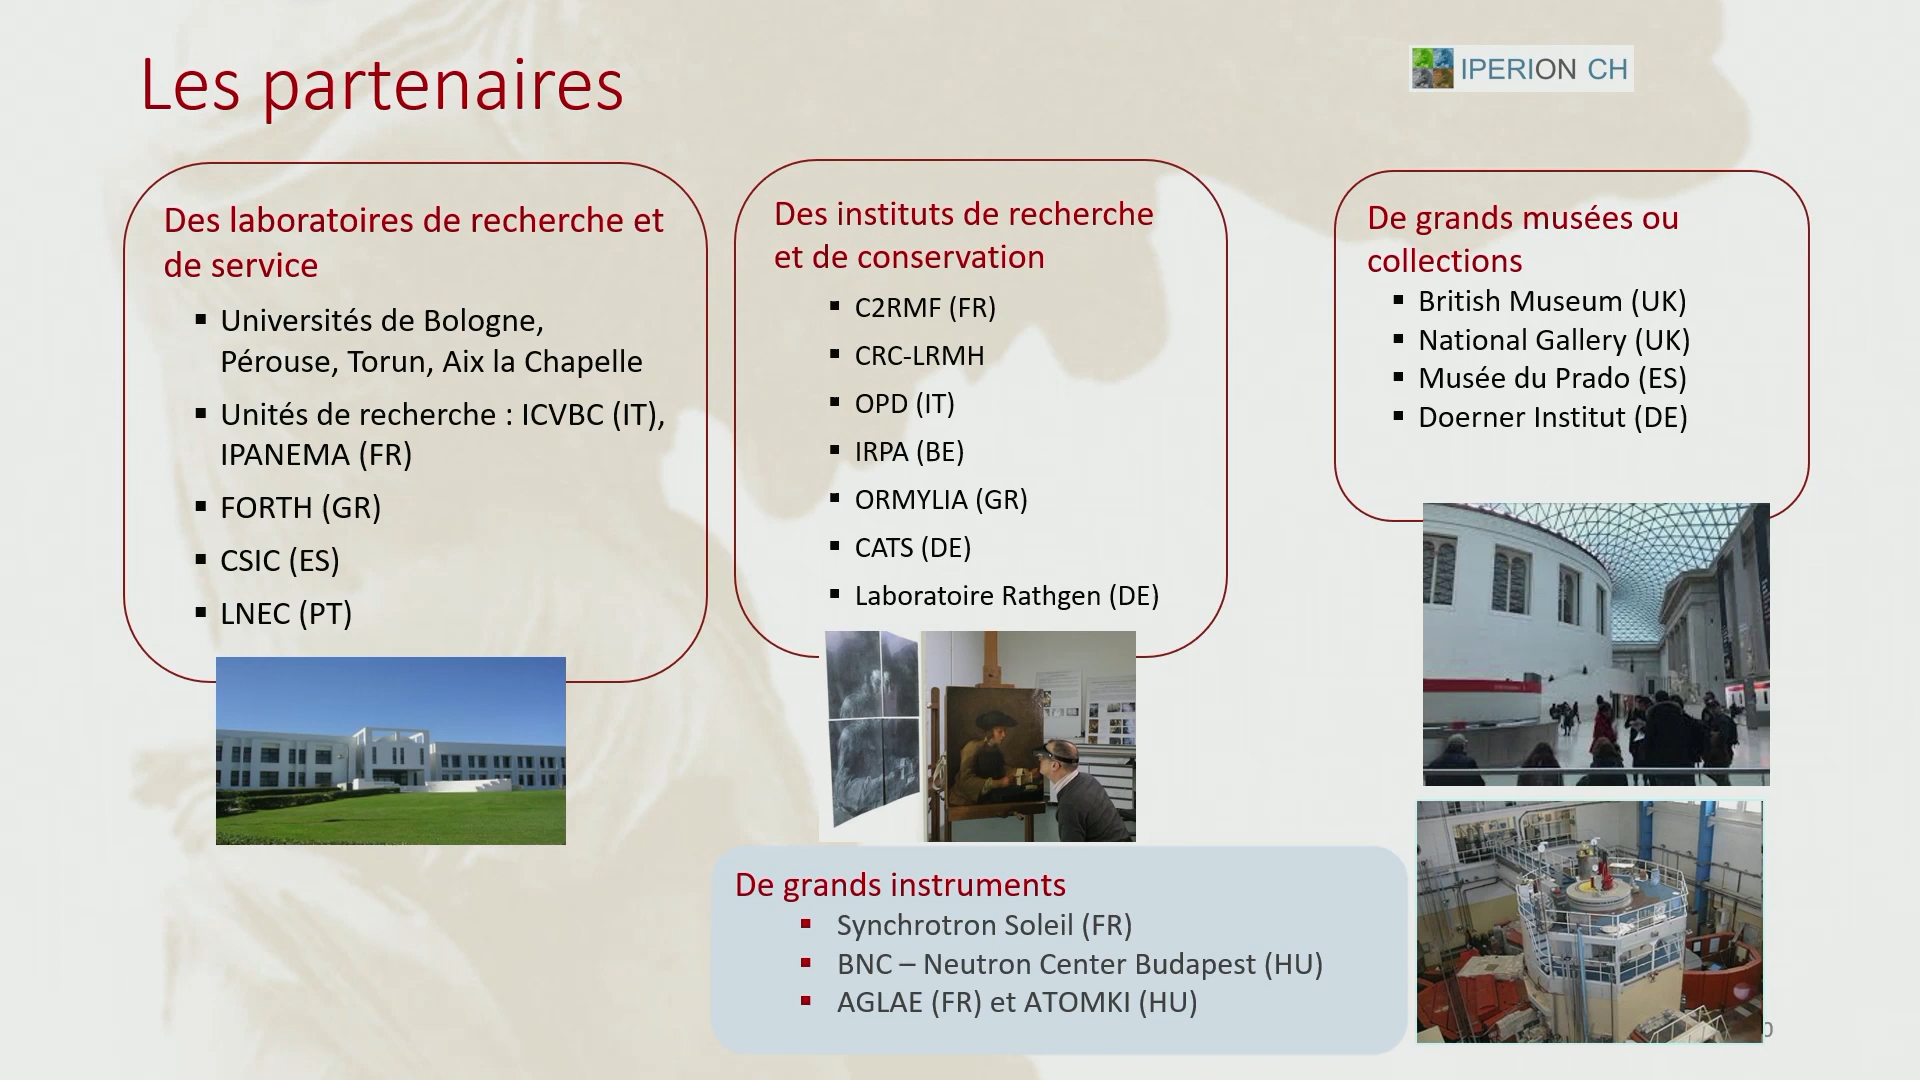 Les partenaires
IPERION CH
Des laboratoires de recherche et
de service
Universités de Bologne,
Pérouse, Torun, Aix la Chapelle
Unités de recherche : ICVBC (IT),
IPANEMA (FR)
FORTH (GR)
CSIC (ES)
LNEC (PT)
Des instituts de recherche
et de conservation
C2RMF (FR)
CRC-LRMH
OPD (IT)
IRPA (BE)
ORMYLIA (GR)
CATS (DE)
Laboratoire Rathgen (DE)
De grands musées ou
collections
British Museum (UK)
National Gallery (UK)
Musée du Prado (ES)
Doerner Institut (DE)
De grands instruments
Synchrotron Soleil (FR)
BNC – Neutron Center Budapest (HU)
AGLAE (FR) et ATOMKI (HU)